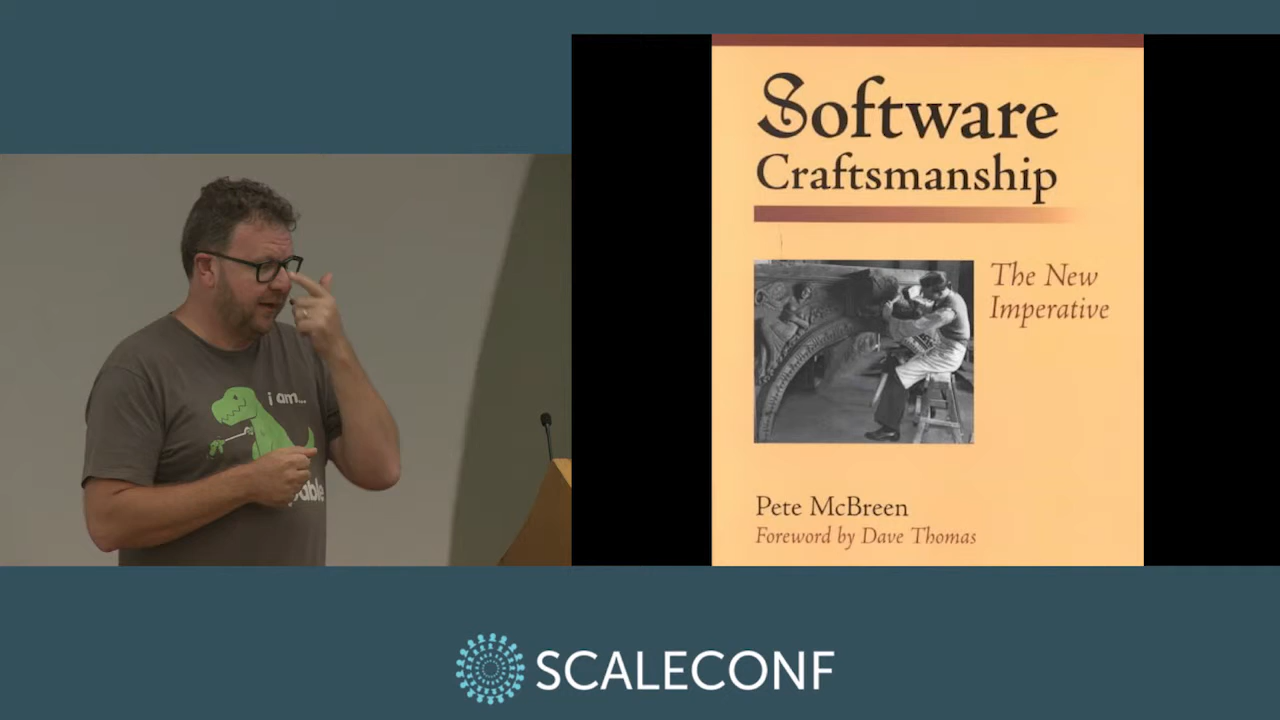 i am...
Software
Craftsmanship
The New
Imperative
Pete McBreen
Foreword by Dave Thomas
SCALECONF